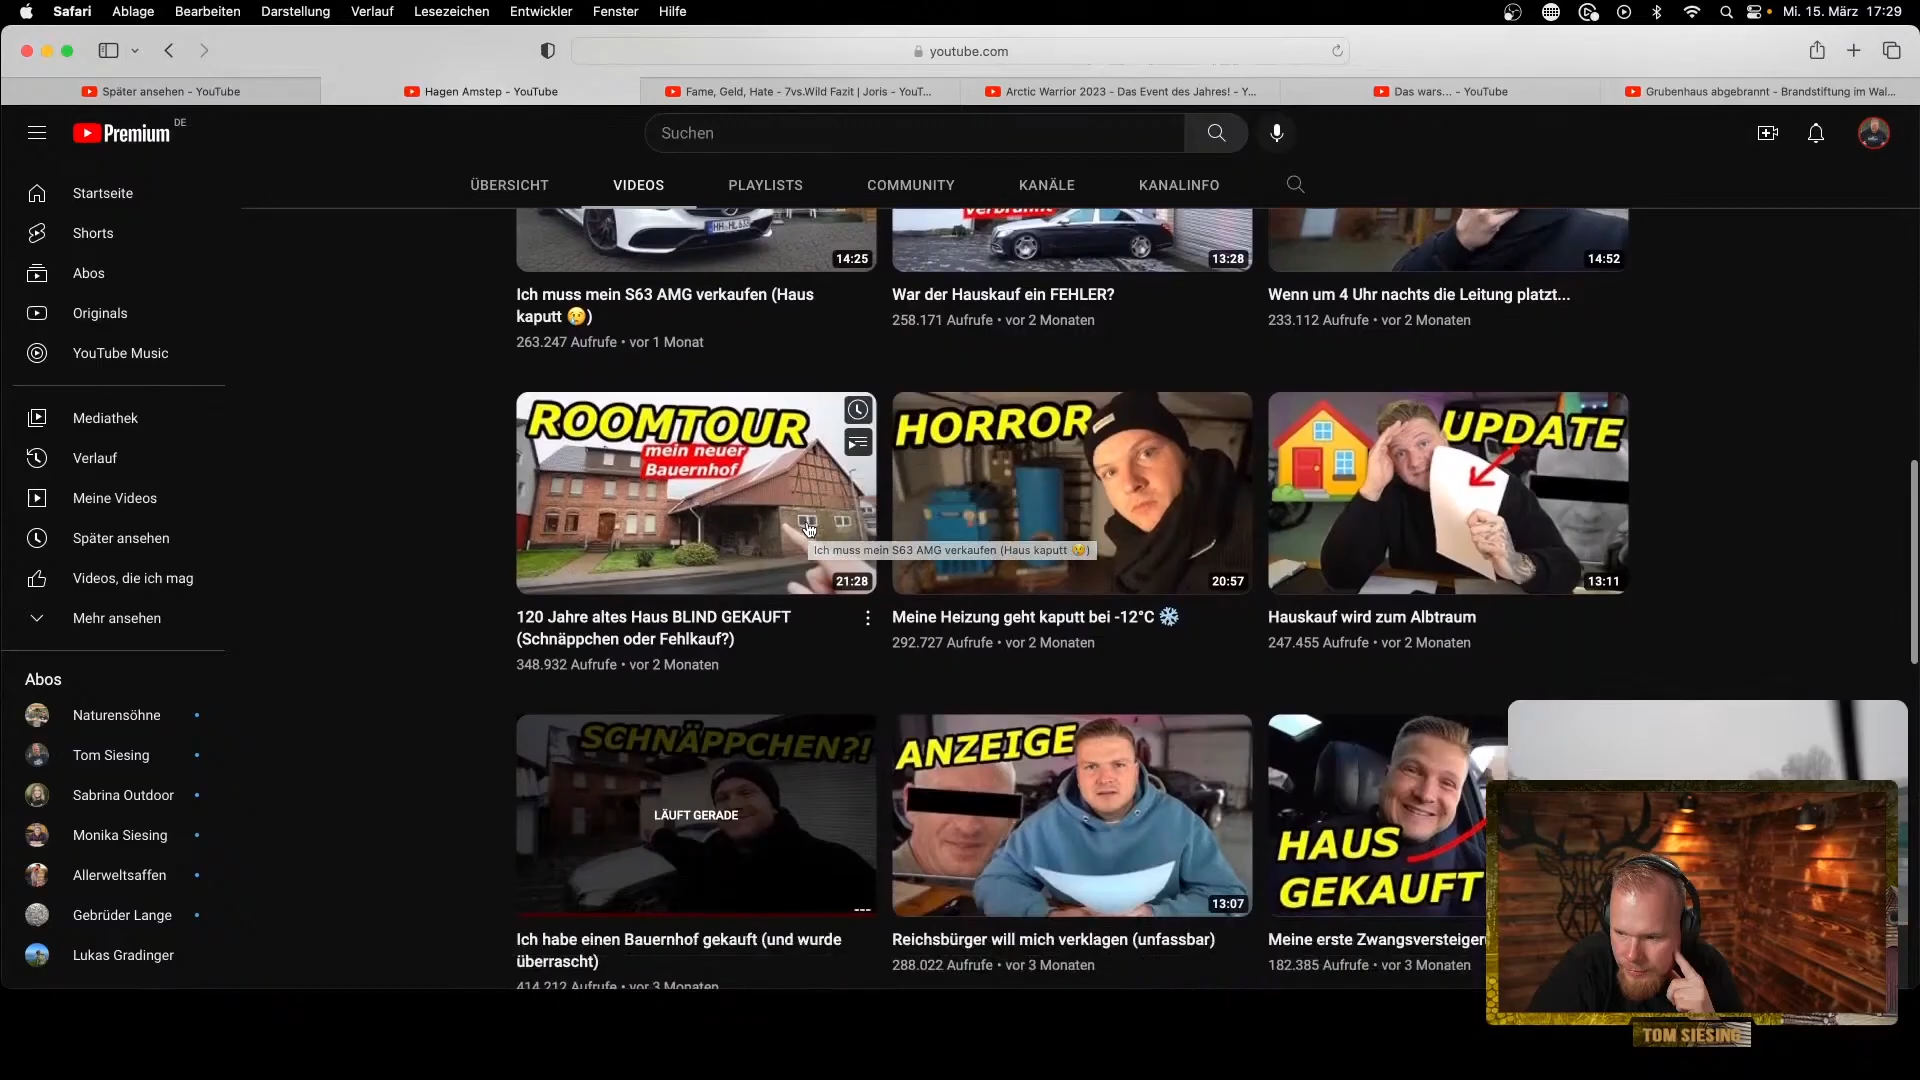 Safari Ablage Bearbeiten Darstellung Verlauf Lesezeichen Entwickler Fenster Hilfe Mi. 15. März 17:29
youtube.com
Später ansehen - YouTube
Hagen Amstep - YouTube
Fame, Geld, Hate - 7vs.Wild Fazit | Joris - YouT...
Arctic Warrior 2023 - Das Event des Jahres! - Y...
Das wars... - YouTube
Grubenhaus abgebrannt - Brandstiftung im Wal...
Premium DE
Suchen
ÜBERSICHT VIDEOS PLAYLISTS COMMUNITY KANÄLE KANALINFO
Startseite
Shorts
Abos
Originals
YouTube Music
Mediathek
Verlauf
Meine Videos
Später ansehen
Videos, die ich mag
Mehr ansehen
Abos
Naturensöhne
Tom Siesing
Sabrina Outdoor
Monika Siesing
Allerweltsaffen
Gebrüder Lange
Lukas Gradinger
14:25
Ich muss mein S63 AMG verkaufen (Haus
kaputt 😢)
263.247 Aufrufe • vor 1 Monat
verbrannt
13:28
War der Hauskauf ein FEHLER?
258.171 Aufrufe • vor 2 Monaten
14:52
Wenn um 4 Uhr nachts die Leitung platzt...
233.112 Aufrufe • vor 2 Monaten
ROOMTOUR
mein neuer
Bauernhof
21:28
Ich muss mein S63 AMG verkaufen (Haus kaputt 😢)
120 Jahre altes Haus BLIND GEKAUFT
(Schnäppchen oder Fehlkauf?)
348.932 Aufrufe • vor 2 Monaten
HORROR
20:57
Meine Heizung geht kaputt bei -12°C ❄️
292.727 Aufrufe • vor 2 Monaten
UPDATE
13:11
Hauskauf wird zum Albtraum
247.455 Aufrufe • vor 2 Monaten
SCHNÄPPCHEN?!
LÄUFT GERADE
Ich habe einen Bauernhof gekauft (und wurde
überrascht)
414.212 Aufrufe • vor 3 Monaten
ANZEIGE
13:07
Reichsbürger will mich verklagen (unfassbar)
288.022 Aufrufe • vor 3 Monaten
HAUS
GEKAUFT
Meine erste Zwangsversteiger
182.385 Aufrufe • vor 3 Monaten
TOM SIESING